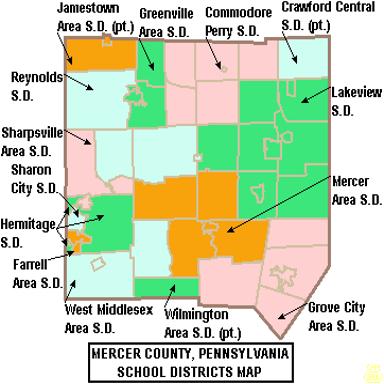 Jamestown
Area S.D. (pt.)
Greenville
Area S.D.
Commodore
Perry S.D.
Crawford Central
S.D. (pt.)
Reynolds
S.D.
Lakeview
S.D.
Sharpsville
Area S.D.
Sharon
City S.D.
Mercer
Area S.D.
Hermitage
S.D.
Farrell
Area S.D.
West Middlesex
Area S.D.
Wilmington
Area S.D. (pt.)
Grove City
Area S.D.
MERCER COUNTY, PENNSYLVANIA
SCHOOL DISTRICTS MAP